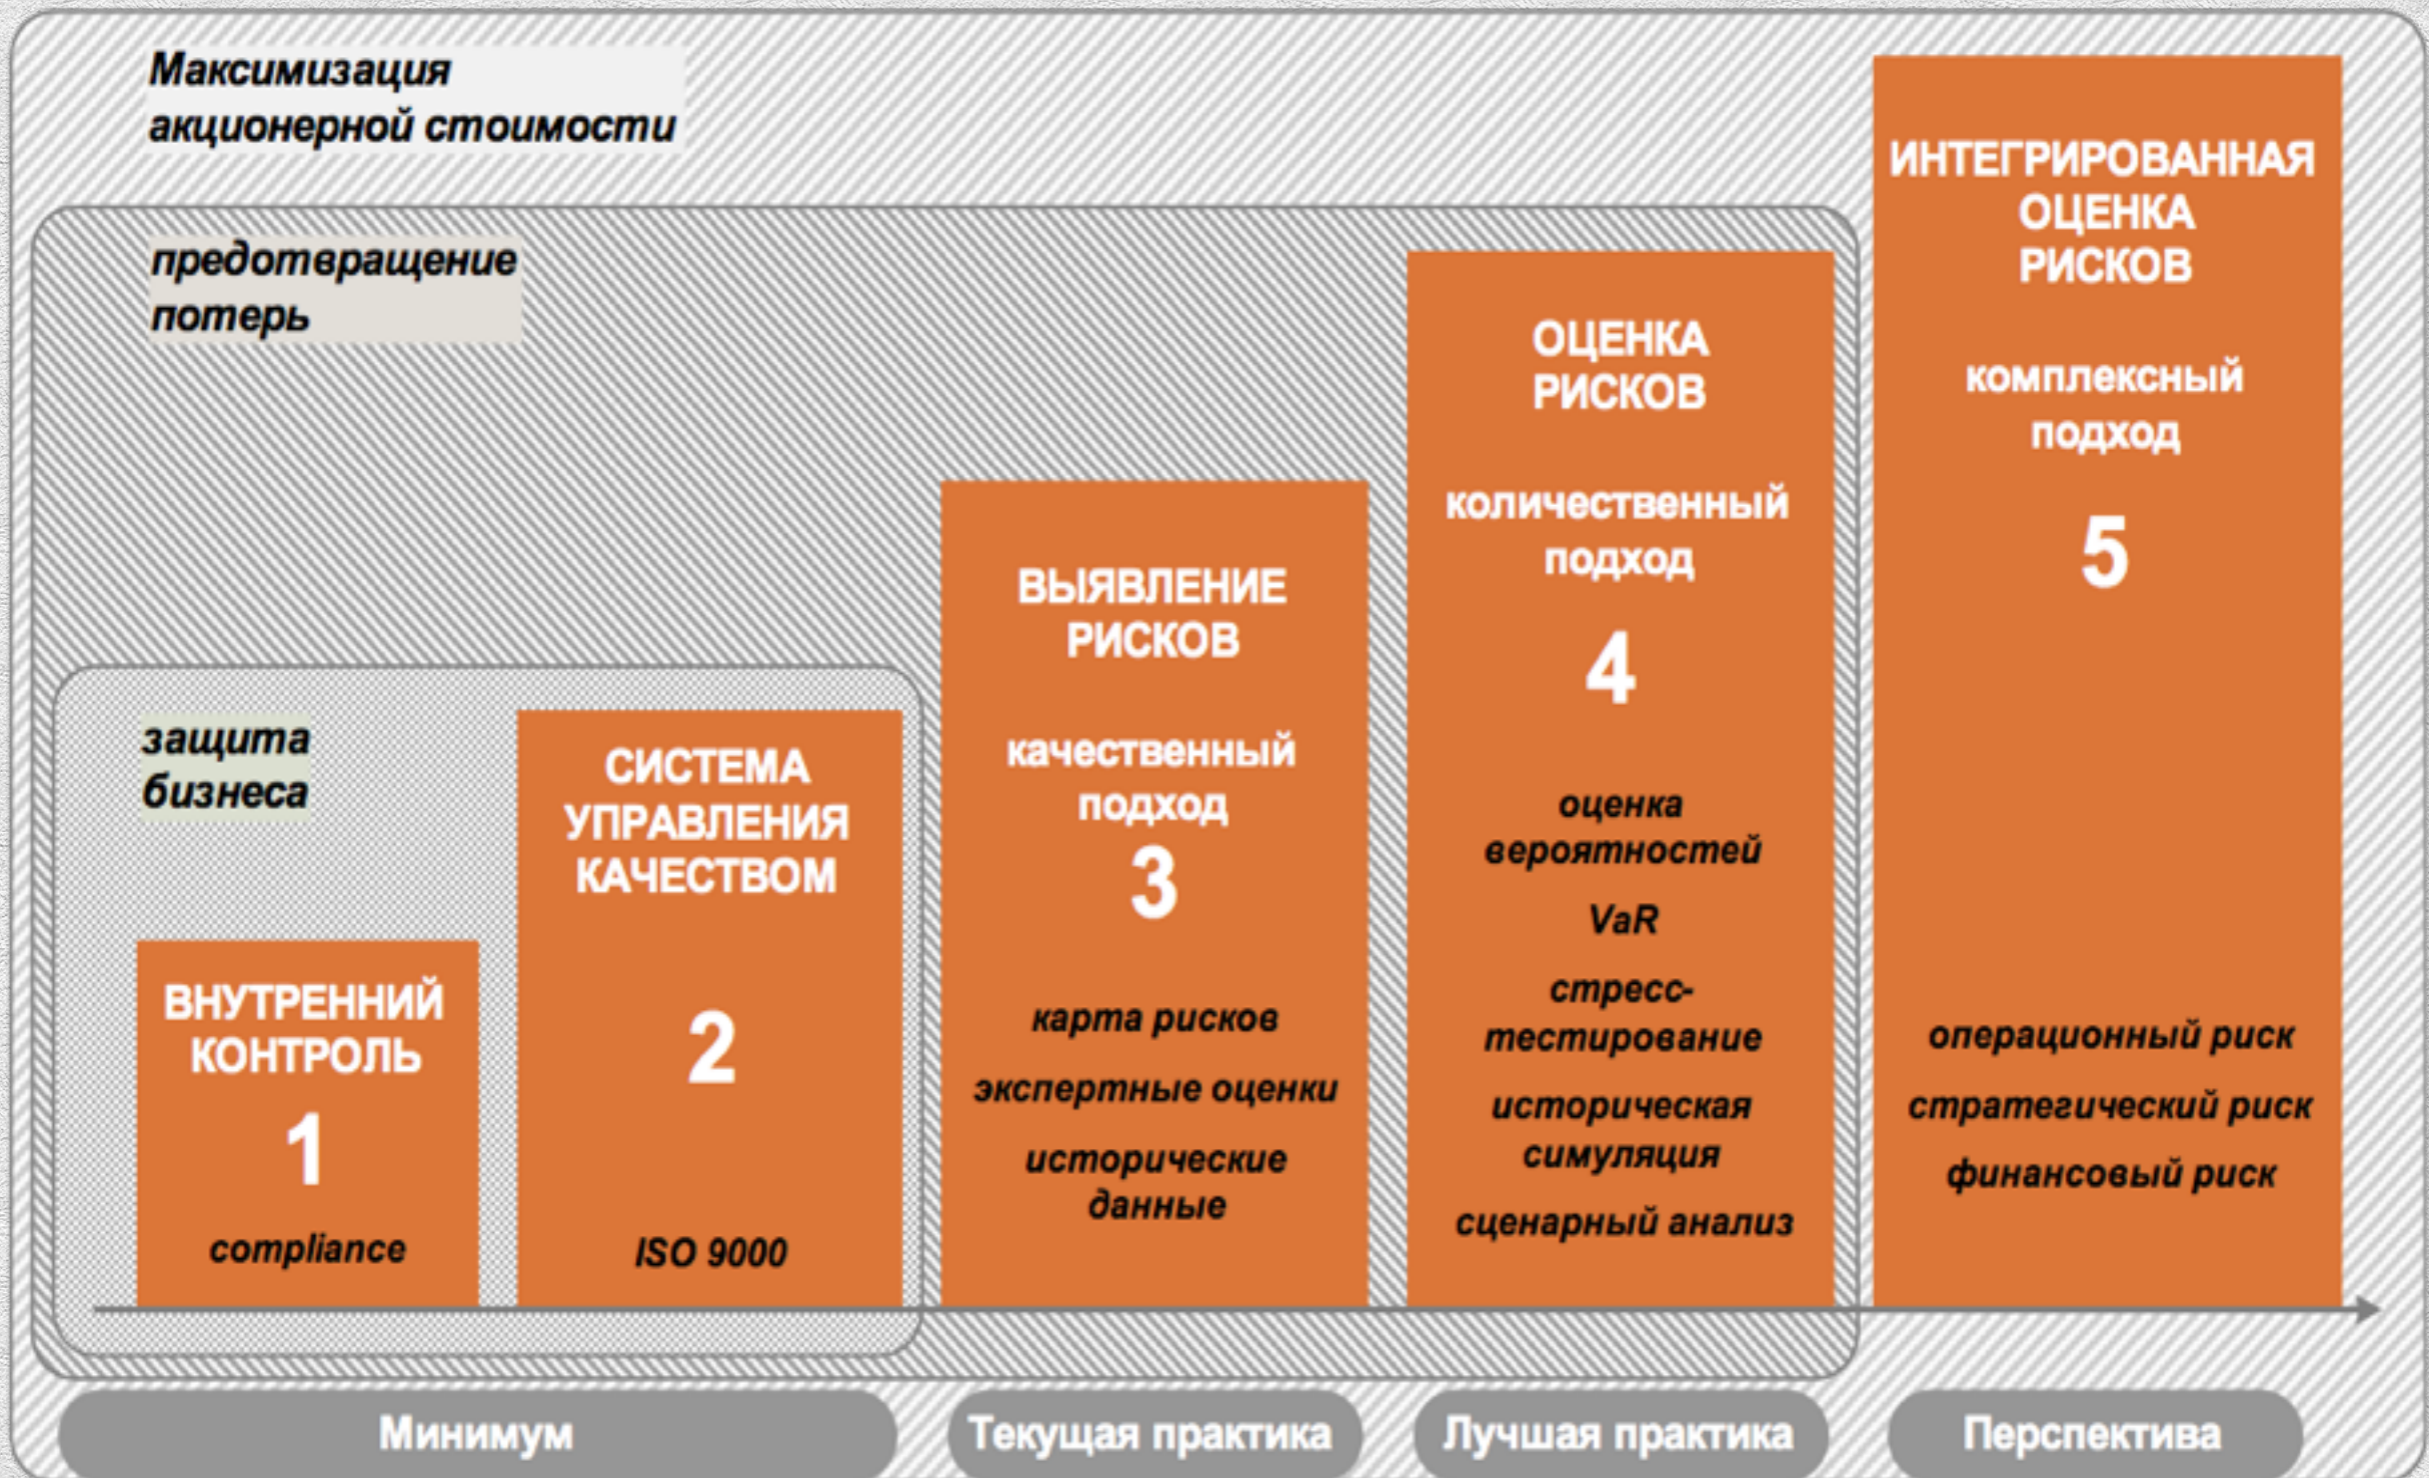 Максимизация
акционерной стоимости
предотвращение
потерь
защита
бизнеса
ВНУТРЕННИЙ
КОНТРОЛЬ
1
compliance
СИСТЕМА
УПРАВЛЕНИЯ
КАЧЕСТВОМ
2
ISO 9000
ВЫЯВЛЕНИЕ
РИСКОВ
качественный
подход
3
карта рисков
экспертные оценки
исторические
данные
ОЦЕНКА
РИСКОВ
количественный
подход
4
оценка
вероятностей
VaR
стресс-
тестирование
историческая
симуляция
сценарный анализ
ИНТЕГРИРОВАННАЯ
ОЦЕНКА
РИСКОВ
комплексный
подход
5
операционный риск
стратегический риск
финансовый риск
Минимум
Текущая практика
Лучшая практика
Перспектива